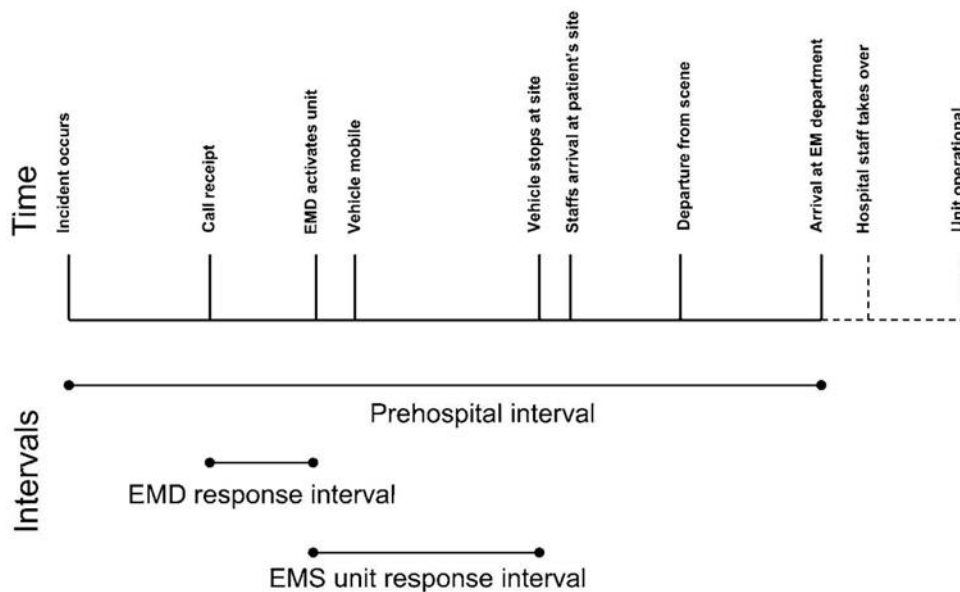 Time
Incident occurs
Call receipt
EMD activates unit
Vehicle mobile
Vehicle stops at site
Staffs arrival at patient's site
Departure from scene
Arrival at EM department
Hospital staff takes over
Unit operational
Intervals
Prehospital interval
EMD response interval
EMS unit response interval